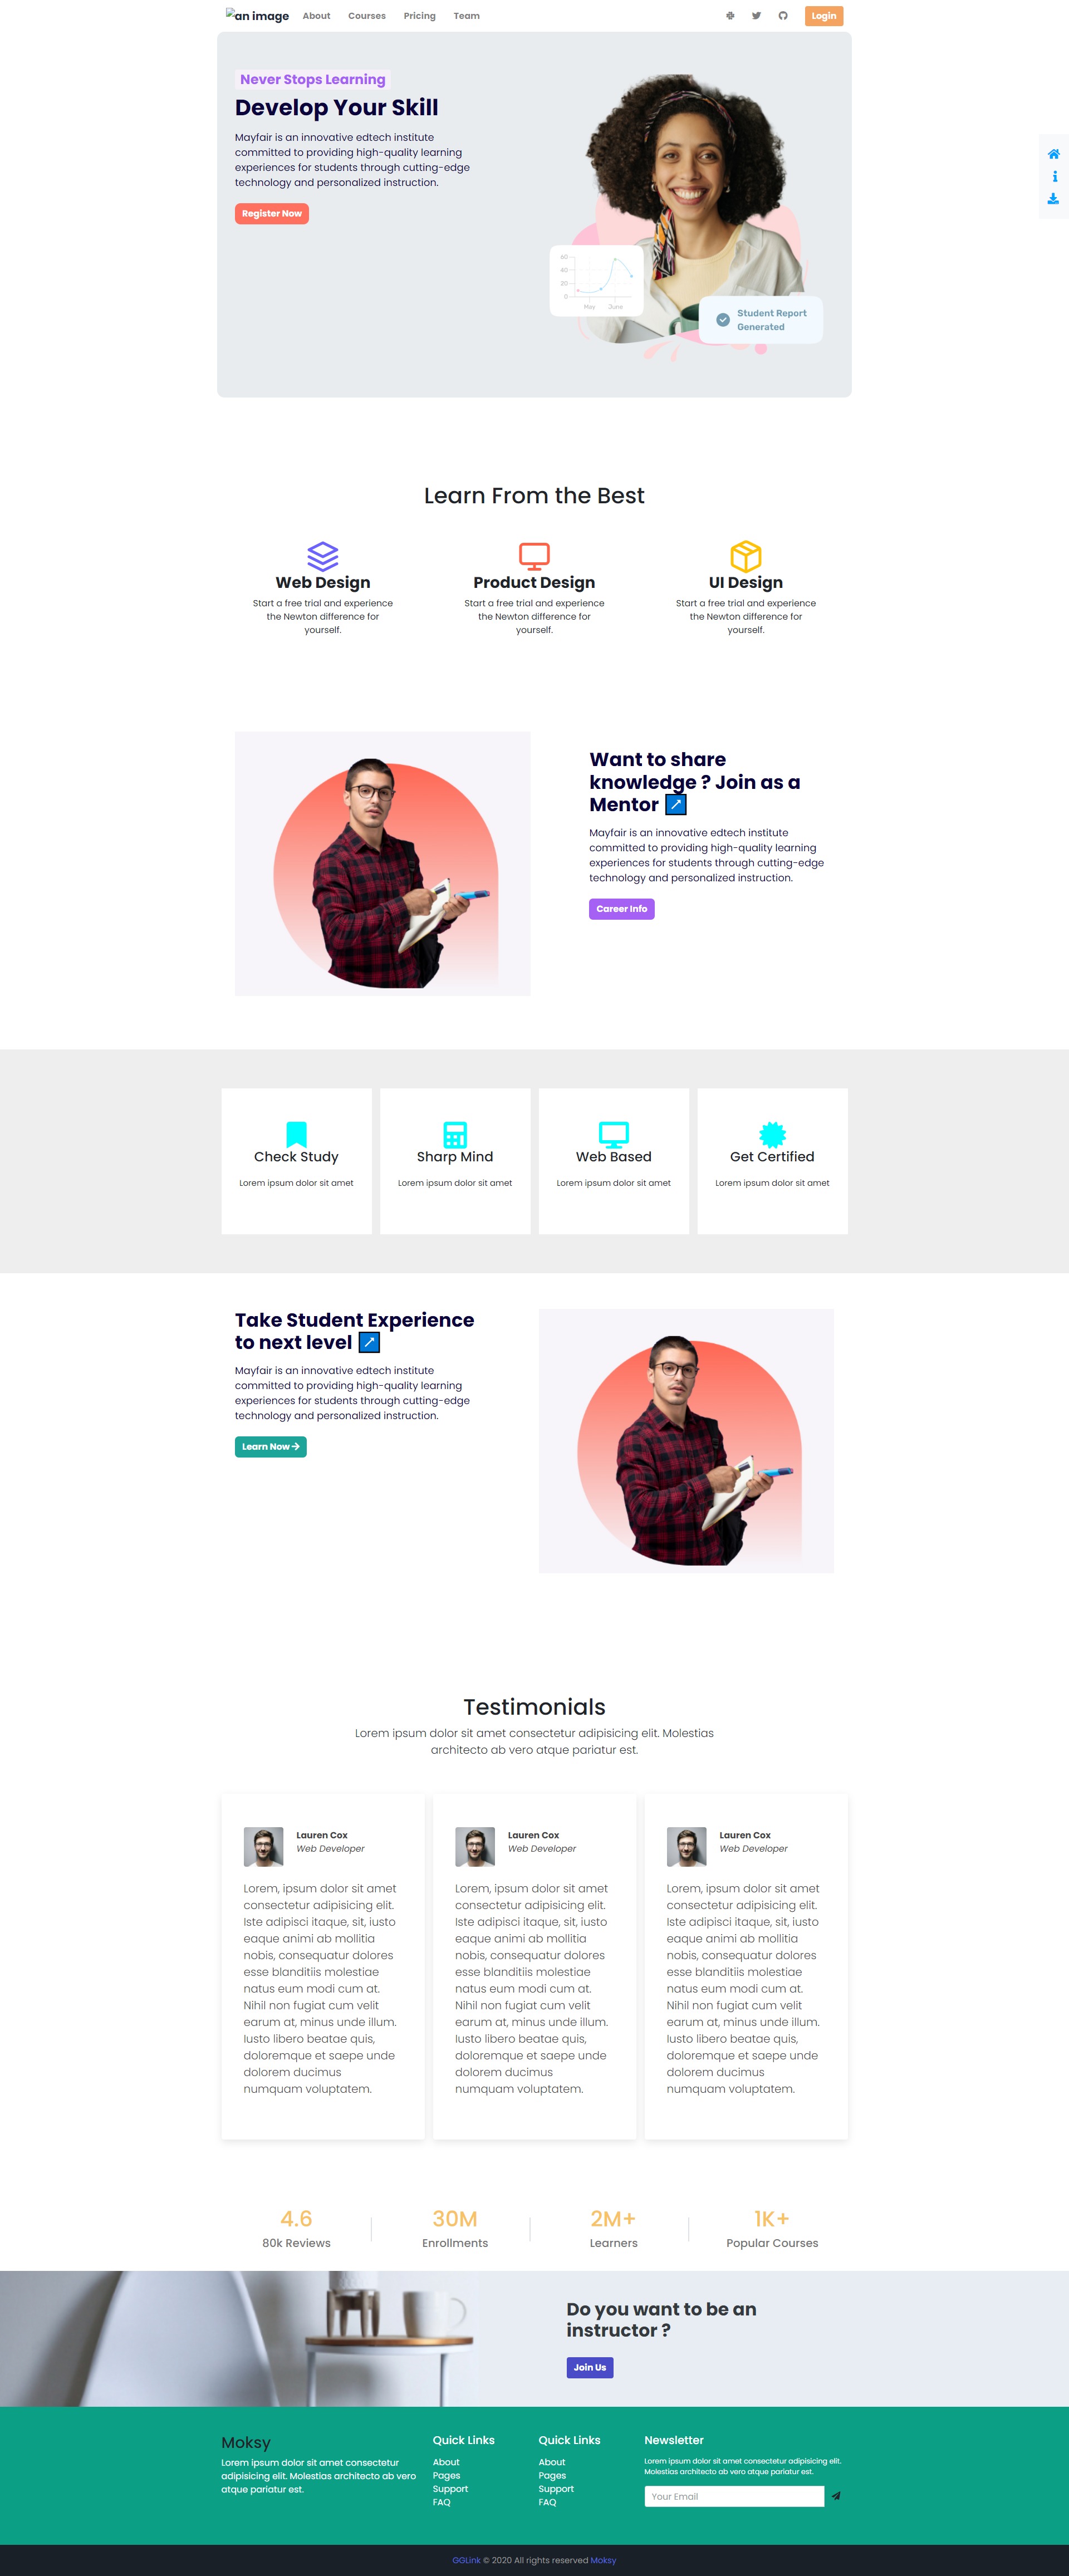 an image About Courses Pricing Team Login
Never Stops Learning
Develop Your Skill
Mayfair is an innovative edtech institute
committed to providing high-quality learning
experiences for students through cutting-edge
technology and personalized instruction.
Register Now
60
40
20
0
May June
Student Report
Generated
Learn From the Best
Web Design
Start a free trial and experience
the Newton difference for
yourself.
Product Design
Start a free trial and experience
the Newton difference for
yourself.
UI Design
Start a free trial and experience
the Newton difference for
yourself.
Want to share
knowledge ? Join as a
Mentor
Mayfair is an innovative edtech institute
committed to providing high-quality learning
experiences for students through cutting-edge
technology and personalized instruction.
Career Info
Check Study
Lorem ipsum dolor sit amet
Sharp Mind
Lorem ipsum dolor sit amet
Web Based
Lorem ipsum dolor sit amet
Get Certified
Lorem ipsum dolor sit amet
Take Student Experience
to next level
Mayfair is an innovative edtech institute
committed to providing high-quality learning
experiences for students through cutting-edge
technology and personalized instruction.
Learn Now
Testimonials
Lorem ipsum dolor sit amet consectetur adipisicing elit. Molestias
architecto ab vero atque pariatur est.
Lauren Cox
Web Developer
Lorem, ipsum dolor sit amet
consectetur adipisicing elit.
Iste adipisci itaque, sit, iusto
eaque animi ab mollitia
nobis, consequatur dolores
esse blanditiis molestiae
natus eum modi cum at.
Nihil non fugiat cum velit
earum at, minus unde illum.
Iusto libero beatae quis,
doloremque et saepe unde
dolorem ducimus
numquam voluptatem.
Lauren Cox
Web Developer
Lorem, ipsum dolor sit amet
consectetur adipisicing elit.
Iste adipisci itaque, sit, iusto
eaque animi ab mollitia
nobis, consequatur dolores
esse blanditiis molestiae
natus eum modi cum at.
Nihil non fugiat cum velit
earum at, minus unde illum.
Iusto libero beatae quis,
doloremque et saepe unde
dolorem ducimus
numquam voluptatem.
Lauren Cox
Web Developer
Lorem, ipsum dolor sit amet
consectetur adipisicing elit.
Iste adipisci itaque, sit, iusto
eaque animi ab mollitia
nobis, consequatur dolores
esse blanditiis molestiae
natus eum modi cum at.
Nihil non fugiat cum velit
earum at, minus unde illum.
Iusto libero beatae quis,
doloremque et saepe unde
dolorem ducimus
numquam voluptatem.
4.6
80k Reviews
30M
Enrollments
2M+
Learners
1K+
Popular Courses
Do you want to be an
instructor ?
Join Us
Moksy
Lorem ipsum dolor sit amet consectetur
adipisicing elit. Molestias architecto ab vero
atque pariatur est.
Quick Links
About
Pages
Support
FAQ
Quick Links
About
Pages
Support
FAQ
Newsletter
Lorem ipsum dolor sit amet consectetur adipisicing elit.
Molestias architecto ab vero atque pariatur est.
Your Email
GGLink © 2020 All rights reserved Moksy